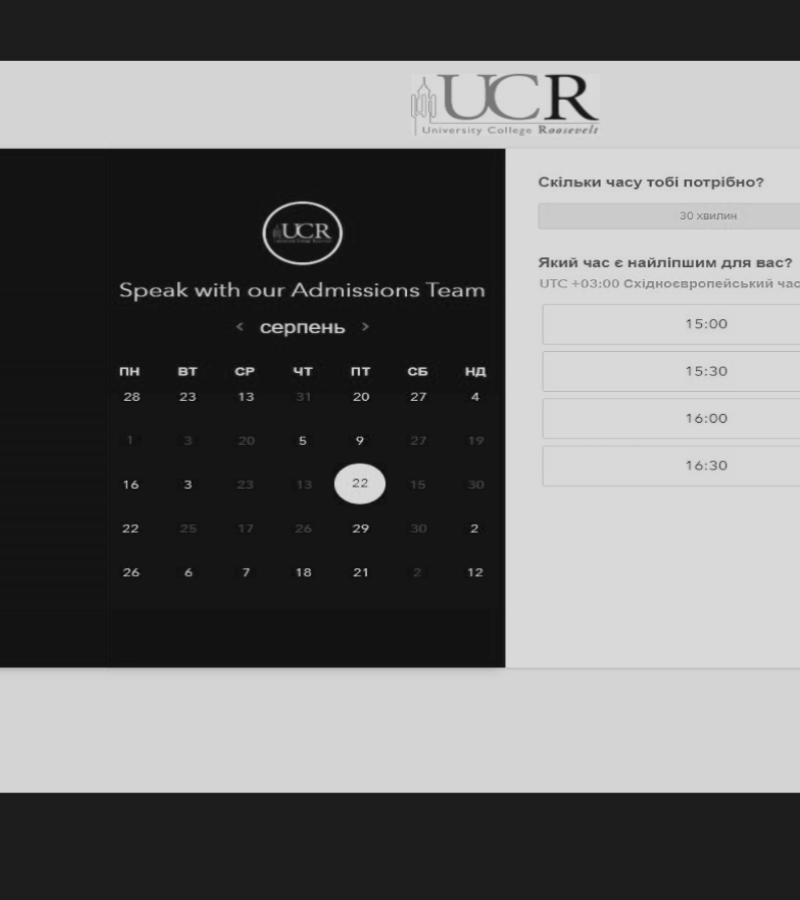 UCR
University College Roosevelt
UCR
Speak with our Admissions Team
< серпень >
ПН ВТ СР ЧТ ПТ СБ НД
28 23 13 31 20 27 4
1 3 20 5 9 27 19
16 3 23 13 22 15 30
22 25 17 26 29 30 2
26 6 7 18 21 2 12
Скільки часу тобі потрібно?
30 хвилин
Який час є найліпшим для вас?
UTC +03:00 Східноєвропейський час
15:00
15:30
16:00
16:30